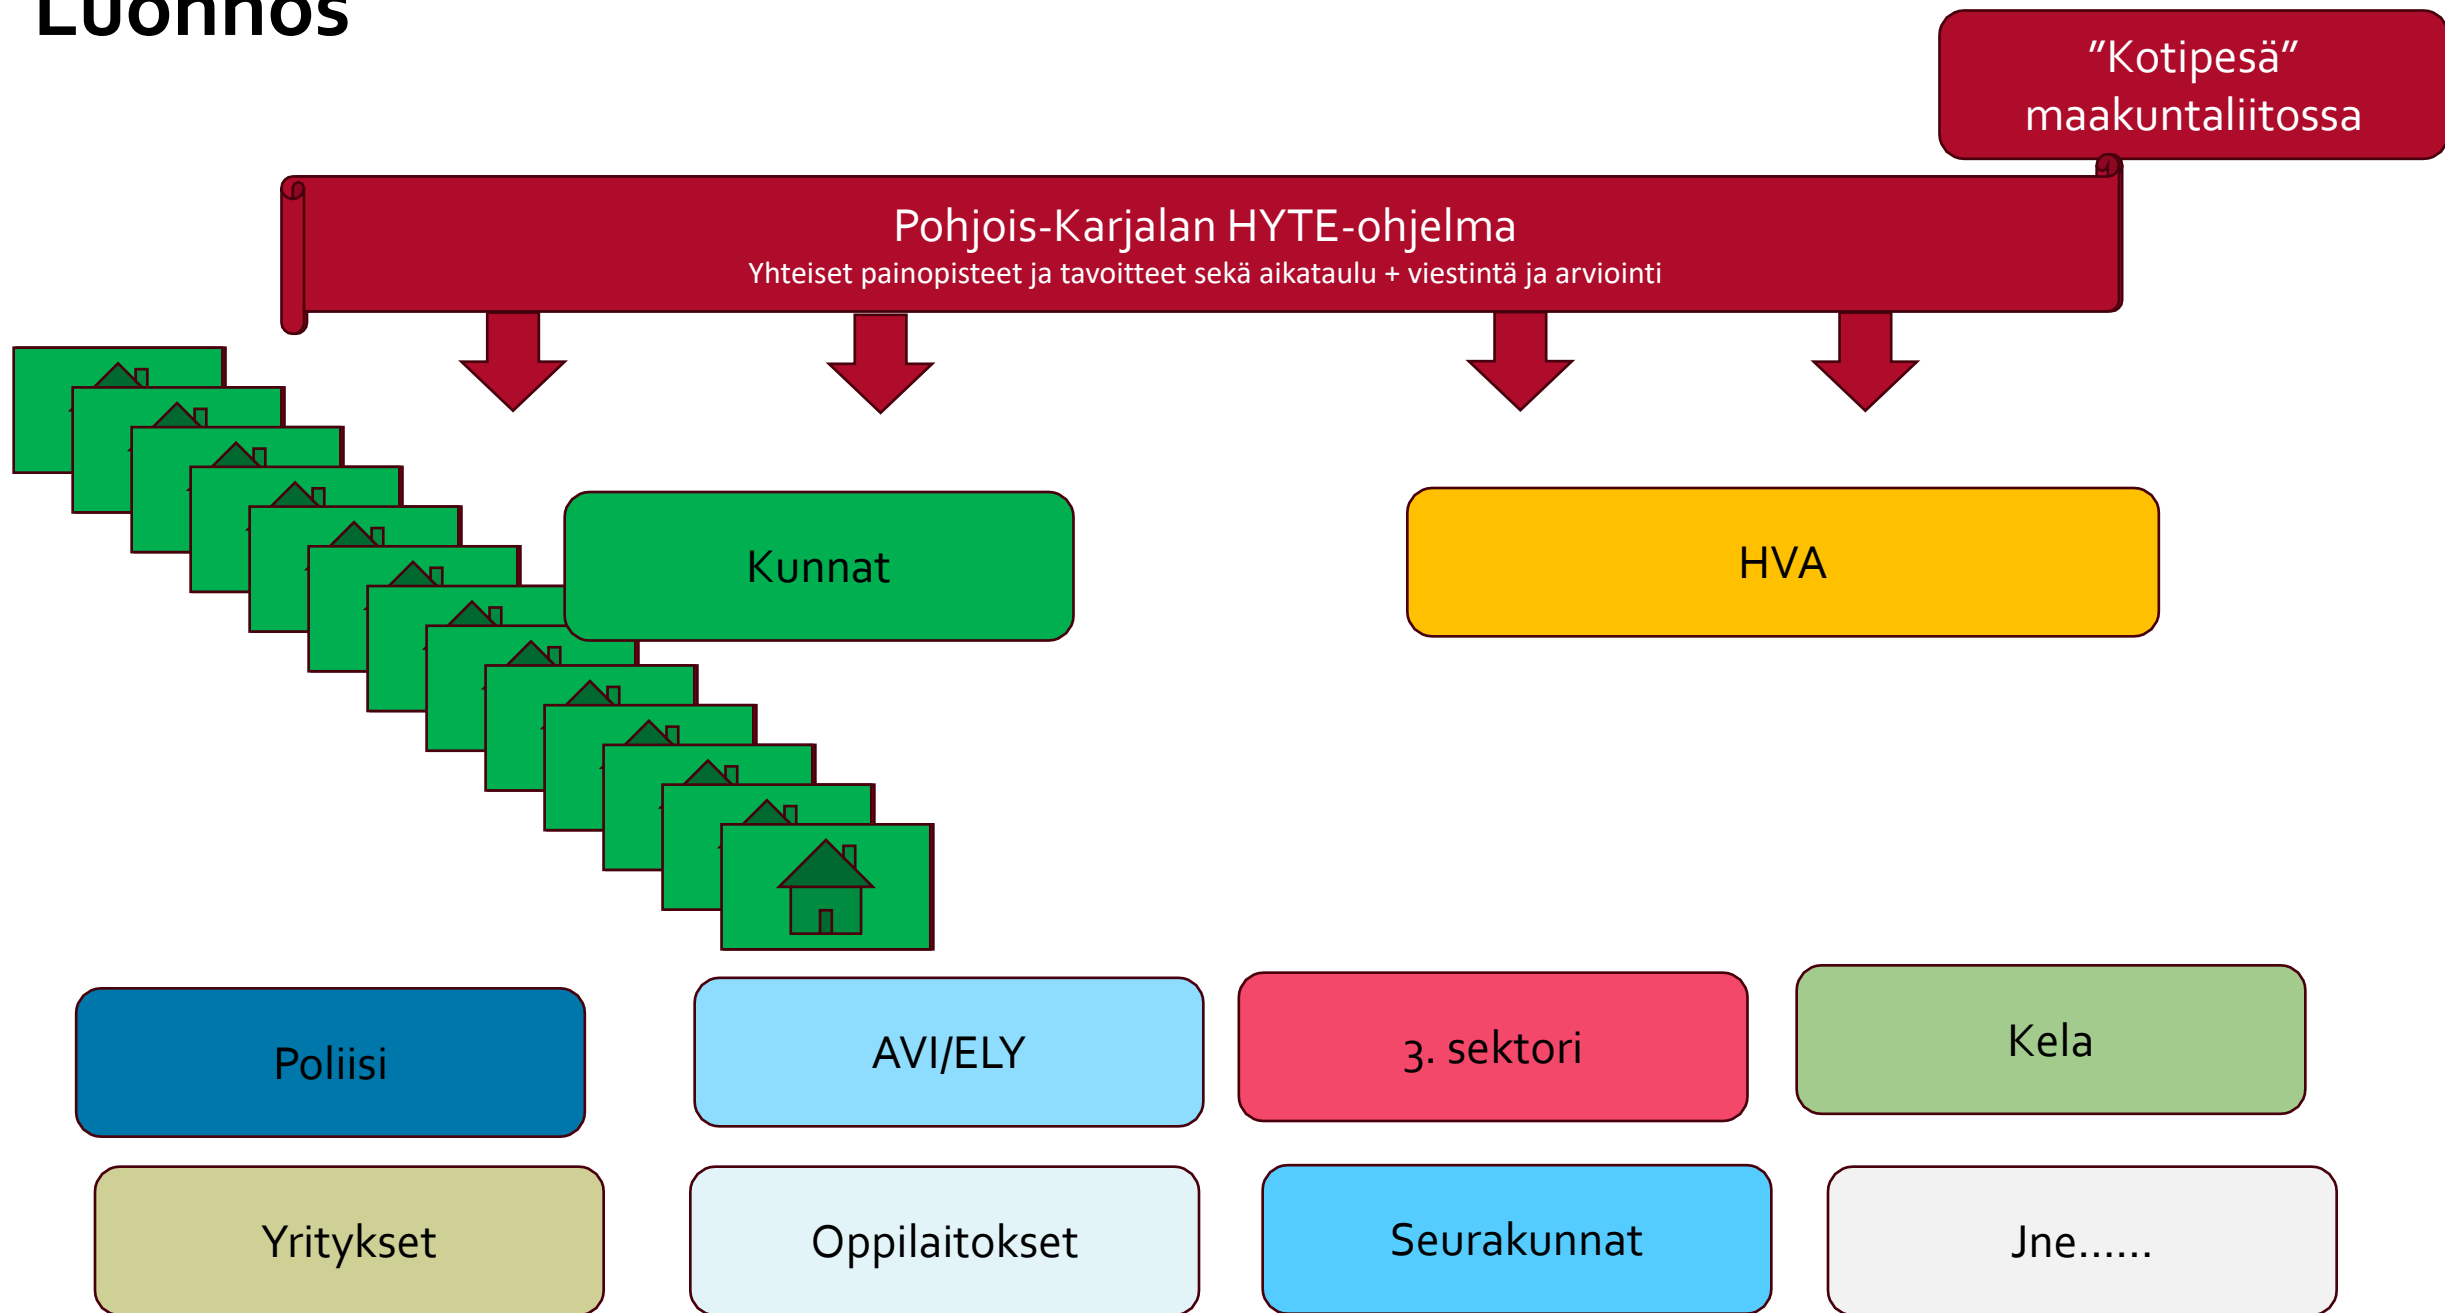 Luonnos
”Kotipesä”
maakuntaliitossa
Pohjois-Karjalan HYTE-ohjelma
Yhteiset painopisteet ja tavoitteet sekä aikataulu + viestintä ja arviointi
Kunnat
HVA
Poliisi
AVI/ELY
3. sektori
Kela
Yritykset
Oppilaitokset
Seurakunnat
Jne......